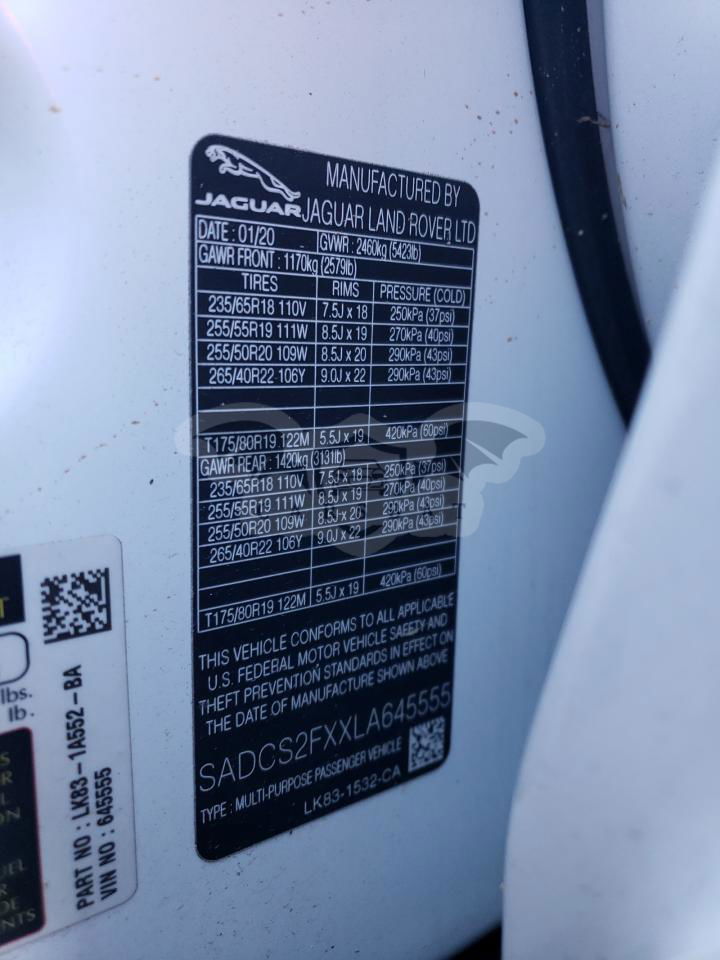 JAGUAR
MANUFACTURED BY
JAGUAR LAND ROVER LTD
DATE : 01/20 GVWR : 2460kg (5423lb)
GAWR FRONT : 1170kg (2579lb)
TIRES RIMS PRESSURE (COLD)
235/65R18 110V 7.5J x 18 250kPa (37psi)
255/55R19 111W 8.5J x 19 270kPa (40psi)
255/50R20 109W 8.5J x 20 290kPa (43psi)
265/40R22 106Y 9.0J x 22 290kPa (43psi)
T175/80R19 122M 5.5J x 19 420kPa (60psi)
GAWR REAR : 1420kg (3131lb)
235/65R18 110V 7.5J x 18 250kPa (37psi)
255/55R19 111W 8.5J x 19 270kPa (40psi)
255/50R20 109W 8.5J x 20 290kPa (43psi)
265/40R22 106Y 9.0J x 22 290kPa (43psi)
T175/80R19 122M 5.5J x 19 420kPa (60psi)
THIS VEHICLE CONFORMS TO ALL APPLICABLE
U.S. FEDERAL MOTOR VEHICLE SAFETY AND
THEFT PREVENTION STANDARDS IN EFFECT ON
THE DATE OF MANUFACTURE SHOWN ABOVE
SADCS2FXXLA645555
TYPE : MULTI-PURPOSE PASSENGER VEHICLE
LK83-1532-CA
lbs.
lb.
PART NO : LK83-1A552-BA
VIN NO : 645555